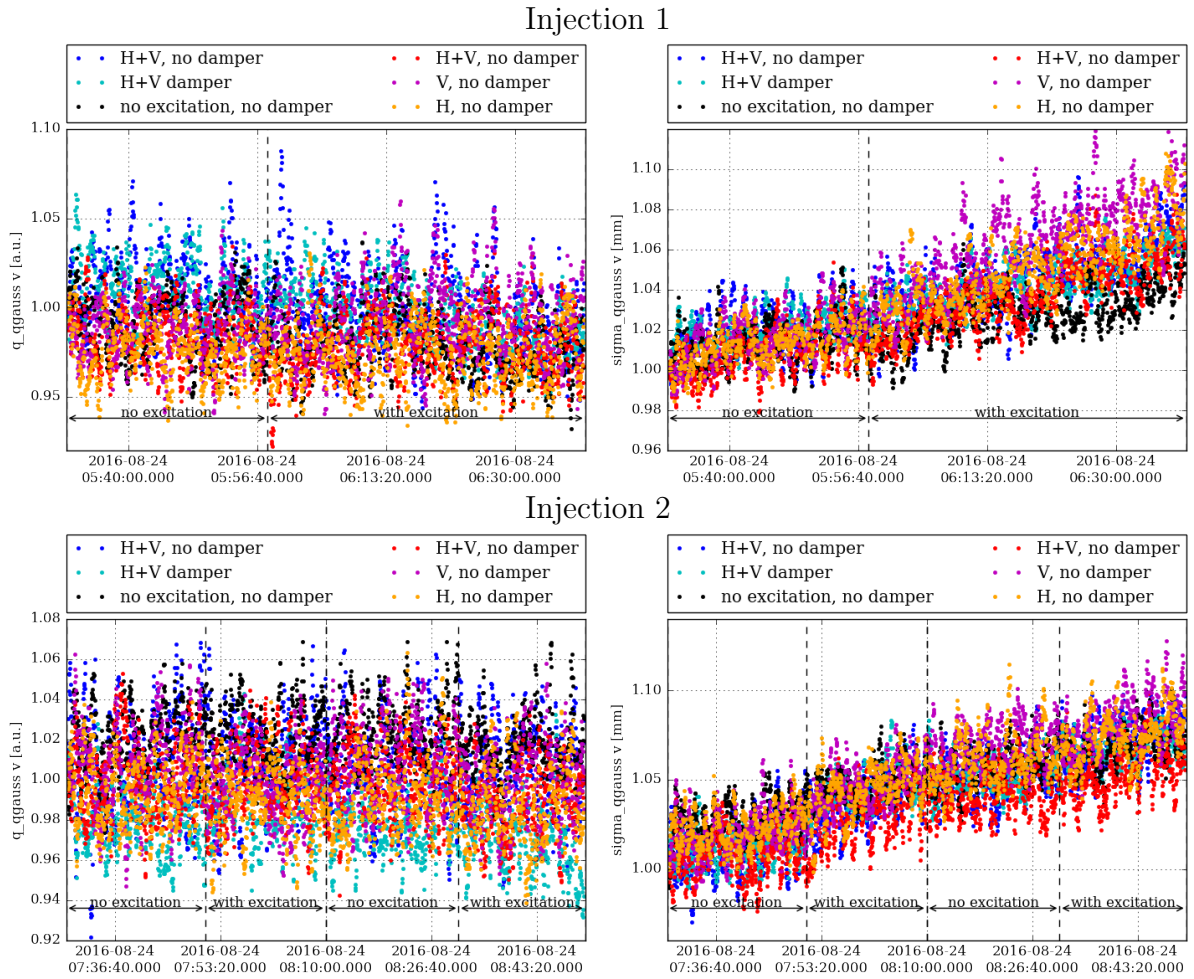 Injection 1
H+V, no damper
H+V damper
no excitation, no damper
H+V, no damper
V, no damper
H, no damper
q_qgauss v [a.u.]
1.10
1.05
1.00
0.95
no excitation
with excitation
2016-08-24
05:40:00.000
2016-08-24
05:56:40.000
2016-08-24
06:13:20.000
2016-08-24
06:30:00.000
H+V, no damper
H+V damper
no excitation, no damper
H+V, no damper
V, no damper
H, no damper
sigma_qgauss v [mm]
1.10
1.08
1.06
1.04
1.02
1.00
0.98
0.96
no excitation
with excitation
2016-08-24
05:40:00.000
2016-08-24
05:56:40.000
2016-08-24
06:13:20.000
2016-08-24
06:30:00.000
Injection 2
H+V, no damper
H+V damper
no excitation, no damper
H+V, no damper
V, no damper
H, no damper
q_qgauss v [a.u.]
1.08
1.06
1.04
1.02
1.00
0.98
0.96
0.94
0.92
no excitation
with excitation
no excitation
with excitation
2016-08-24
07:36:40.000
2016-08-24
07:53:20.000
2016-08-24
08:10:00.000
2016-08-24
08:26:40.000
2016-08-24
08:43:20.000
H+V, no damper
H+V damper
no excitation, no damper
H+V, no damper
V, no damper
H, no damper
sigma_qgauss v [mm]
1.10
1.05
1.00
no excitation
with excitation
no excitation
with excitation
2016-08-24
07:36:40.000
2016-08-24
07:53:20.000
2016-08-24
08:10:00.000
2016-08-24
08:26:40.000
2016-08-24
08:43:20.000